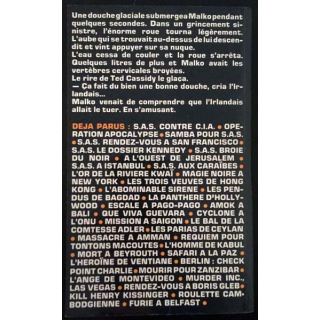 Une douche glaciale submergea Malko pendant
quelques secondes. Dans un grincement si-
nistre, l'énorme roue tourna légèrement.
L'aube qui se trouvait au-dessus de lui descen-
dit et vint appuyer sur sa nuque.
L'eau cessa de couler et la roue s'arrêta.
Quelques litres de plus et Malko avait les
vertèbres cervicales broyées.
Le rire de Ted Cassidy le glaça.
— Ça fait du bien une bonne douche, cria l'Ir-
landais...
Malko venait de comprendre que l'Irlandais
allait le tuer. En s'amusant.
DEJA PARUS : S.A.S. CONTRE C.I.A. • OPE-
RATION APOCALYPSE • SAMBA POUR S.A.S.
• S.A.S. RENDEZ-VOUS A SAN FRANCISCO •
S.A.S. LE DOSSIER KENNEDY • S.A.S. BROIE
DU NOIR • A L'OUEST DE JERUSALEM •
S.A.S. A ISTANBUL • S.A.S. AUX CARAÏBES •
L'OR DE LA RIVIERE KWAÏ • MAGIE NOIRE A
NEW YORK • LES TROIS VEUVES DE HONG
KONG • L'ABOMINABLE SIRENE • LES PEN-
DUS DE BAGDAD • LA PANTHERE D'HOLLY-
WOOD • ESCALE A PAGO-PAGO • AMOK A
BALI • QUE VIVA GUEVARA • CYCLONE A
L'ONU • MISSION A SAIGON • LE BAL DE LA
COMTESSE ADLER • LES PARIAS DE CEYLAN
• MASSACRE A AMMAN • REQUIEM POUR
TONTONS MACOUTES • L'HOMME DE KABUL
• MORT A BEYROUTH • SAFARI A LA PAZ •
L'HEROÏNE DE VIENTIANE • BERLIN : CHECK
POINT CHARLIE • MOURIR POUR ZANZIBAR •
L'ANGE DE MONTEVIDEO • MURDER INC.,
LAS VEGAS • RENDEZ-VOUS A BORIS GLEB •
KILL HENRY KISSINGER • ROULETTE CAM-
BODGIENNE • FURIE A BELFAST •